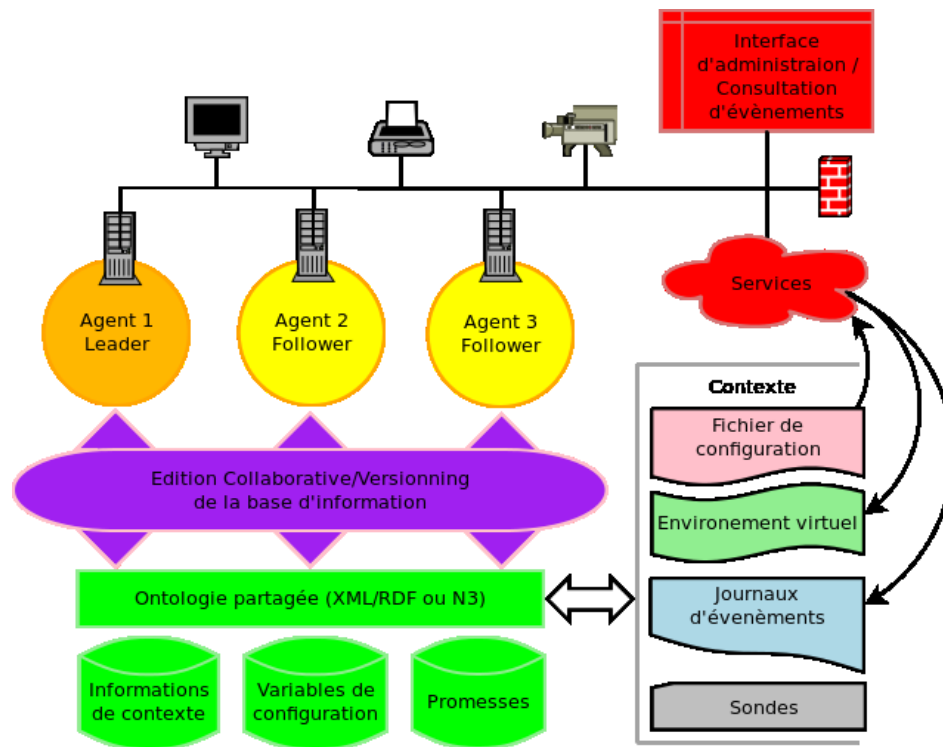 Interface
d'administraion /
Consultation
d'évènements
Services
Agent 1
Leader
Agent 2
Follower
Agent 3
Follower
Contexte
Fichier de
configuration
Edition Collaborative/Versionning
de la base d'information
Environement virtuel
Ontologie partagée (XML/RDF ou N3)
Journaux
d'évenèments
Informations
de contexte
Variables de
configuration
Promesses
Sondes